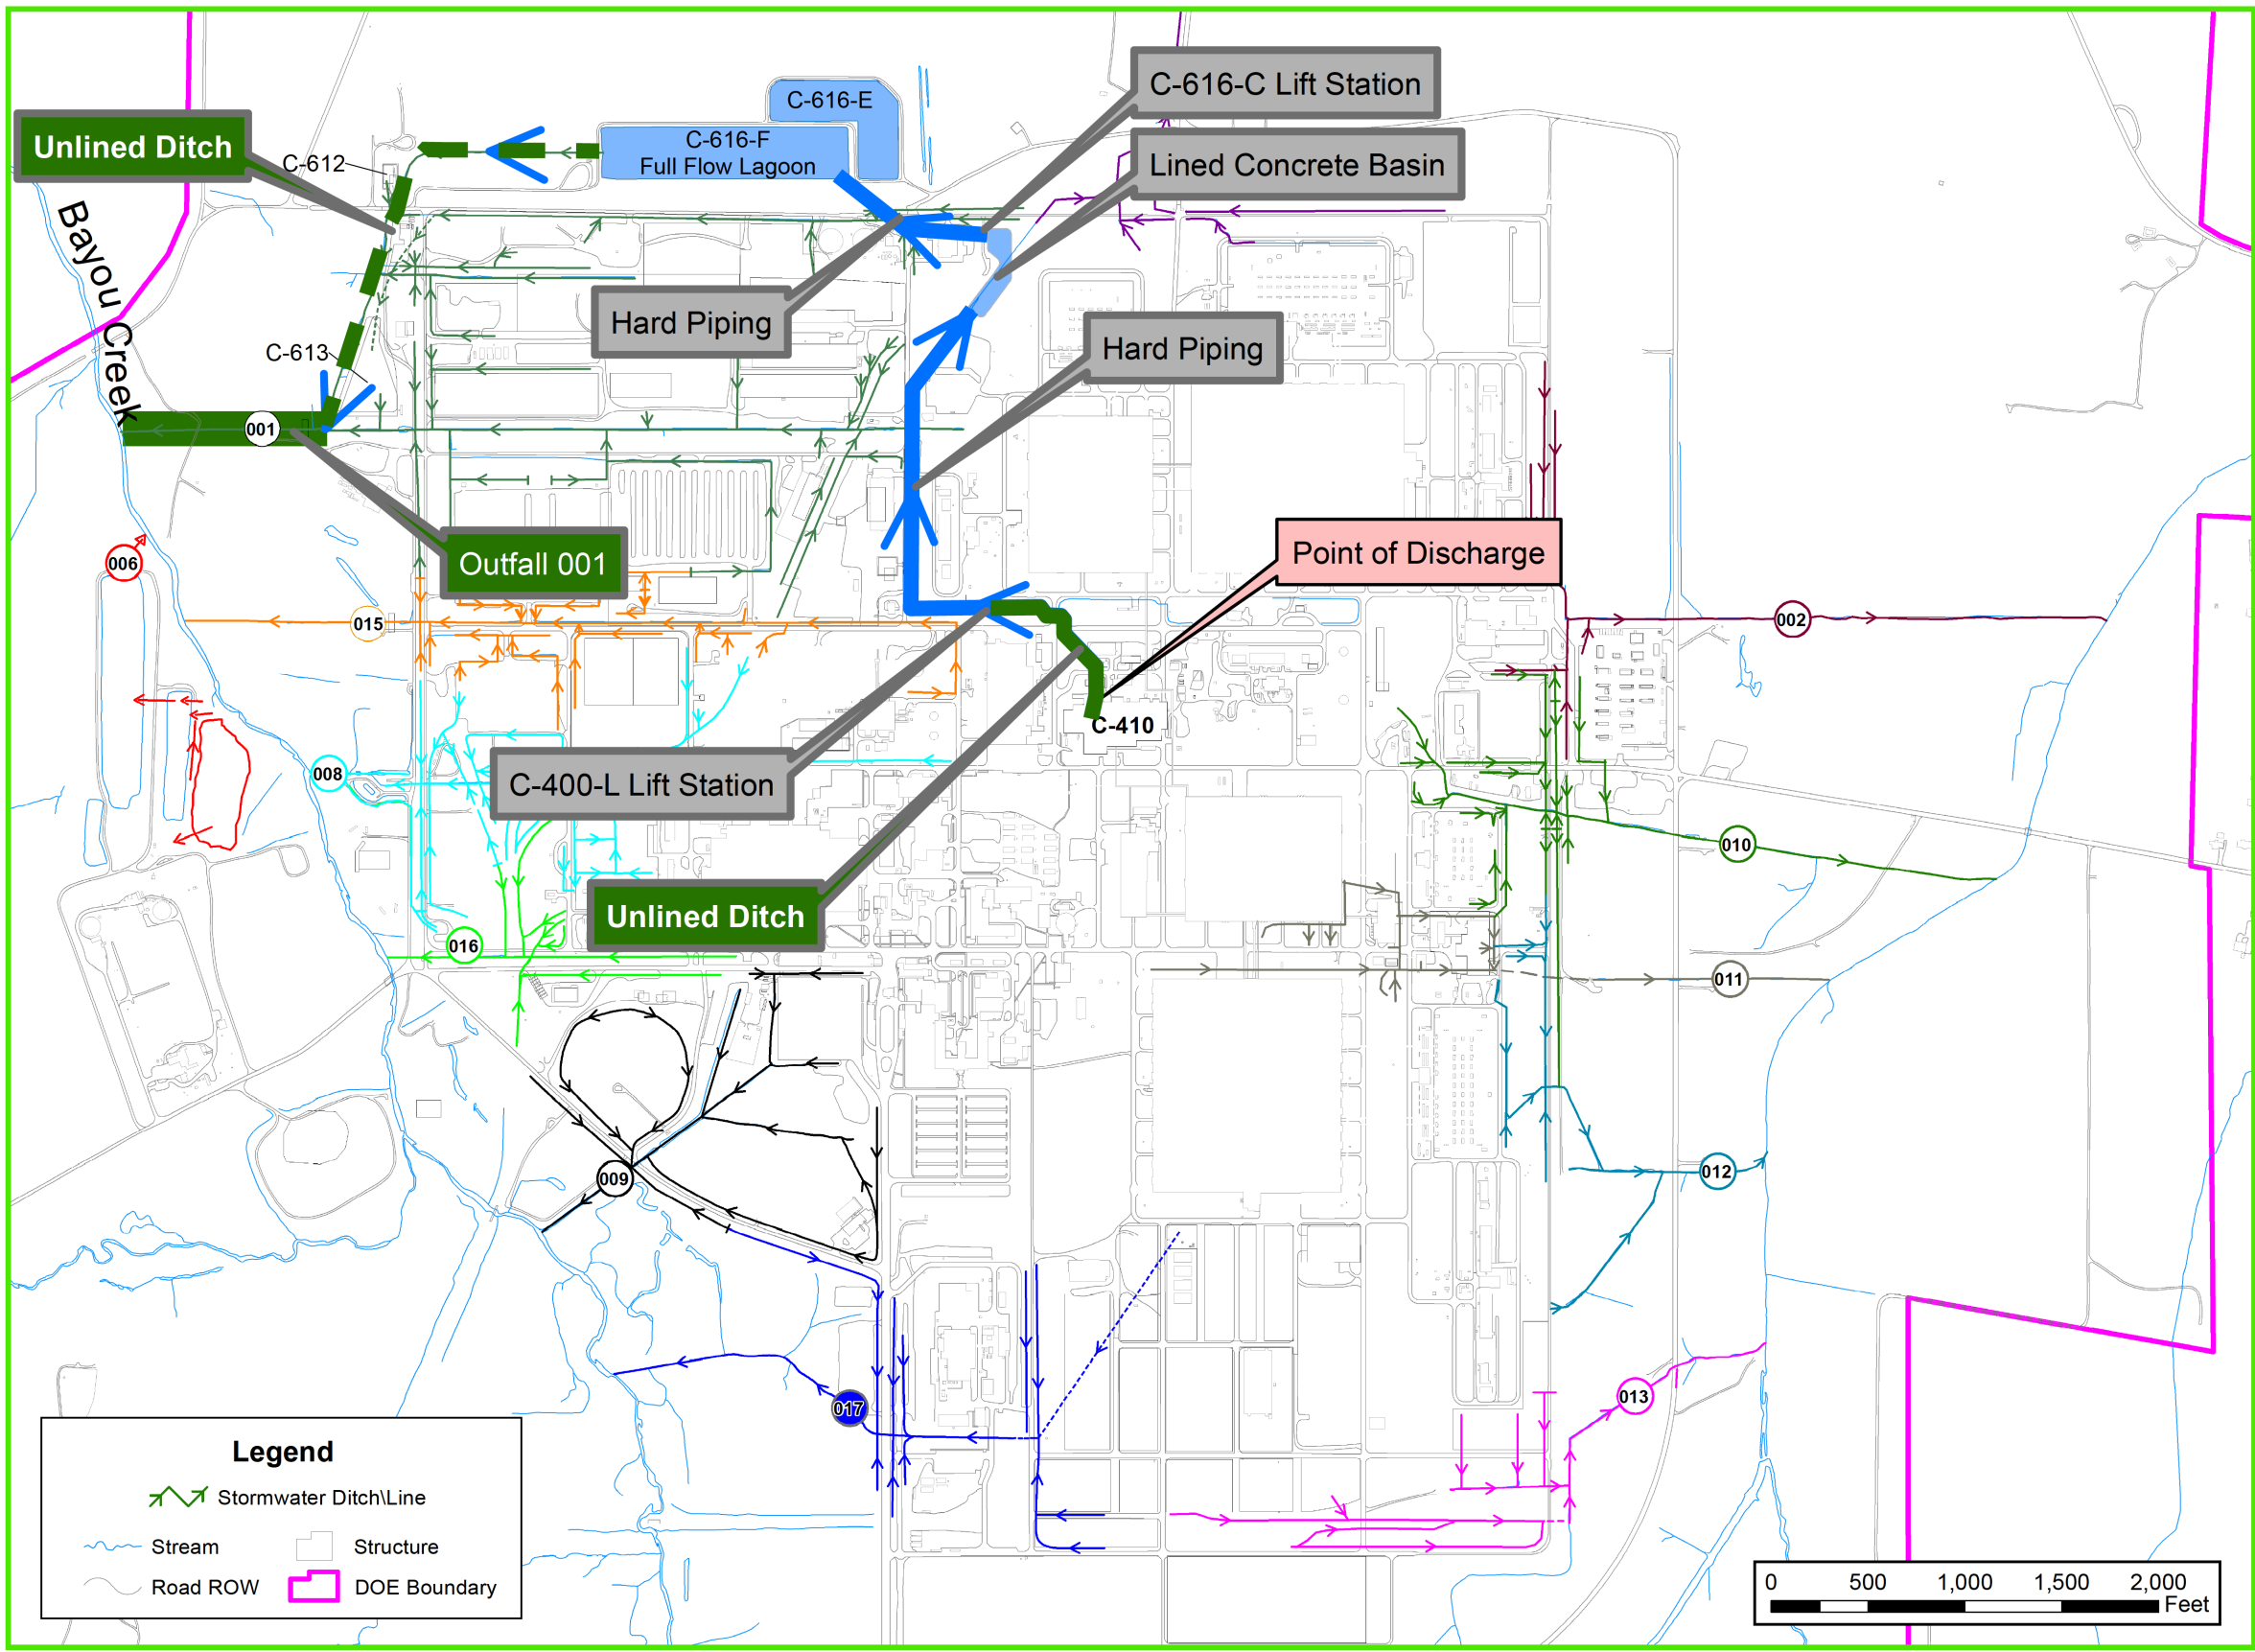 C-616-E
C-616-C Lift Station
C-616-F
Full Flow Lagoon
Unlined Ditch
C-612
Lined Concrete Basin
Bayou Creek
Hard Piping
Hard Piping
C-613
001
Outfall 001
Point of Discharge
006
015
002
C-410
008
C-400-L Lift Station
010
Unlined Ditch
016
011
009
012
013
017
Legend
Stormwater Ditch\Line
Stream
Structure
Road ROW
DOE Boundary
0 500 1,000 1,500 2,000
Feet